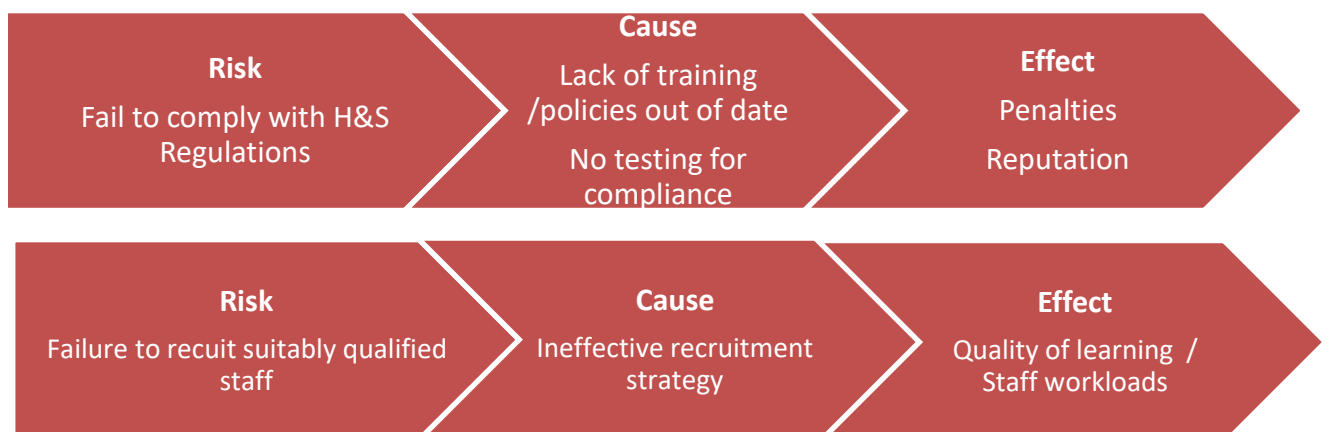 Risk
Fail to comply with H&S
Regulations
Cause
Lack of training
/policies out of date
No testing for
compliance
Effect
Penalties
Reputation
Risk
Failure to recuit suitably qualified
staff
Cause
Ineffective recruitment
strategy
Effect
Quality of learning /
Staff workloads